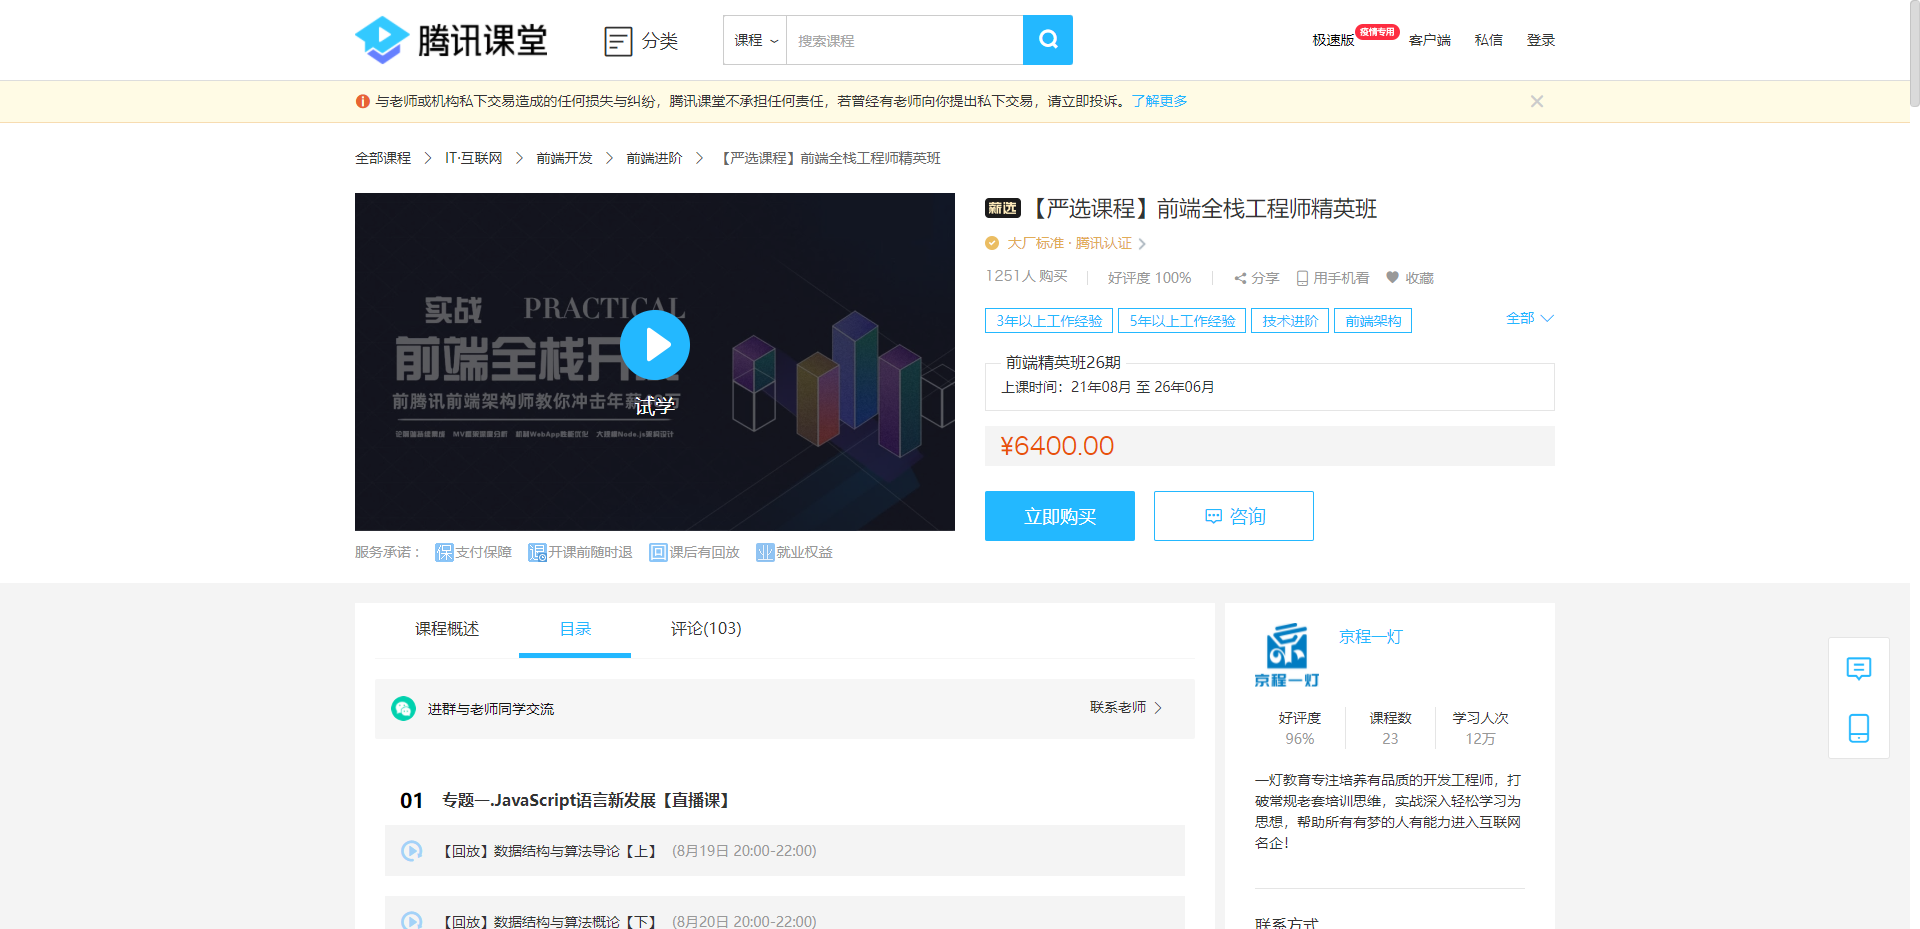 腾讯课堂
分类
课程
搜索课程
极速版
疫情专用
客户端
私信
登录
与老师或机构私下交易造成的任何损失与纠纷，腾讯课堂不承担任何责任，若曾经有老师向你提出私下交易，请立即投诉。了解更多
全部课程 > IT·互联网 > 前端开发 > 前端进阶 > 【严选课程】前端全栈工程师精英班
实战 PRACTICAL
前端全栈开发
前腾讯前端架构师教你冲击年薪
试学
服务承诺： 保 支付保障 退 开课前随时退 回 课后有回放 业 就业权益
薪选 【严选课程】前端全栈工程师精英班
大厂标准 · 腾讯认证
1251人 购买
好评度 100%
分享
用手机看
收藏
3年以上工作经验
5年以上工作经验
技术进阶
前端架构
全部
前端精英班26期
上课时间：21年08月 至 26年06月
¥6400.00
立即购买
咨询
课程概述
目录
评论(103)
进群与老师同学交流
联系老师
01 专题一.JavaScript语言新发展【直播课】
【回放】数据结构与算法导论【上】 (8月19日 20:00-22:00)
【回放】数据结构与算法概论【下】 (8月20日 20:00-22:00)
京程一灯
京程一灯
好评度 课程数 学习人次
96% 23 12万
一灯教育专注培养有品质的开发工程师，打
破常规老套培训思维，实战深入轻松学习为
思想，帮助所有有梦的人有能力进入互联网
名企！
联系方式